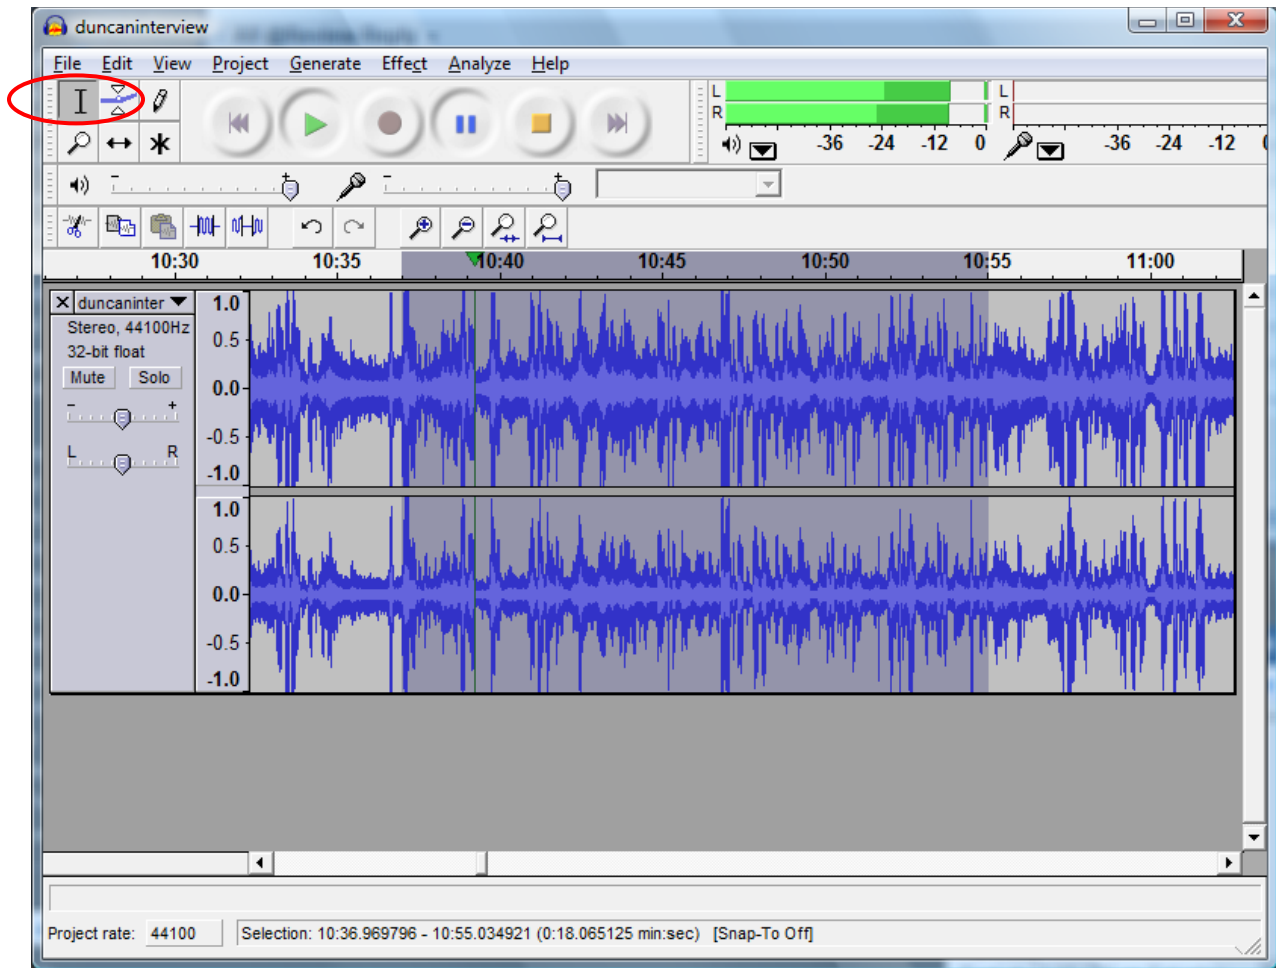 duncaninterview
File Edit View Project Generate Effect Analyze Help
L L
R R
-36 -24 -12 0 -36 -24 -12
- + - +
10:30 10:35 10:40 10:45 10:50 10:55 11:00
duncaninter
Stereo, 44100Hz
32-bit float
Mute Solo
- +
L R
1.0
0.5
0.0
-0.5
-1.0
1.0
0.5
0.0
-0.5
-1.0
Project rate: 44100 Selection: 10:36.969796 - 10:55.034921 (0:18.065125 min:sec) [Snap-To Off]